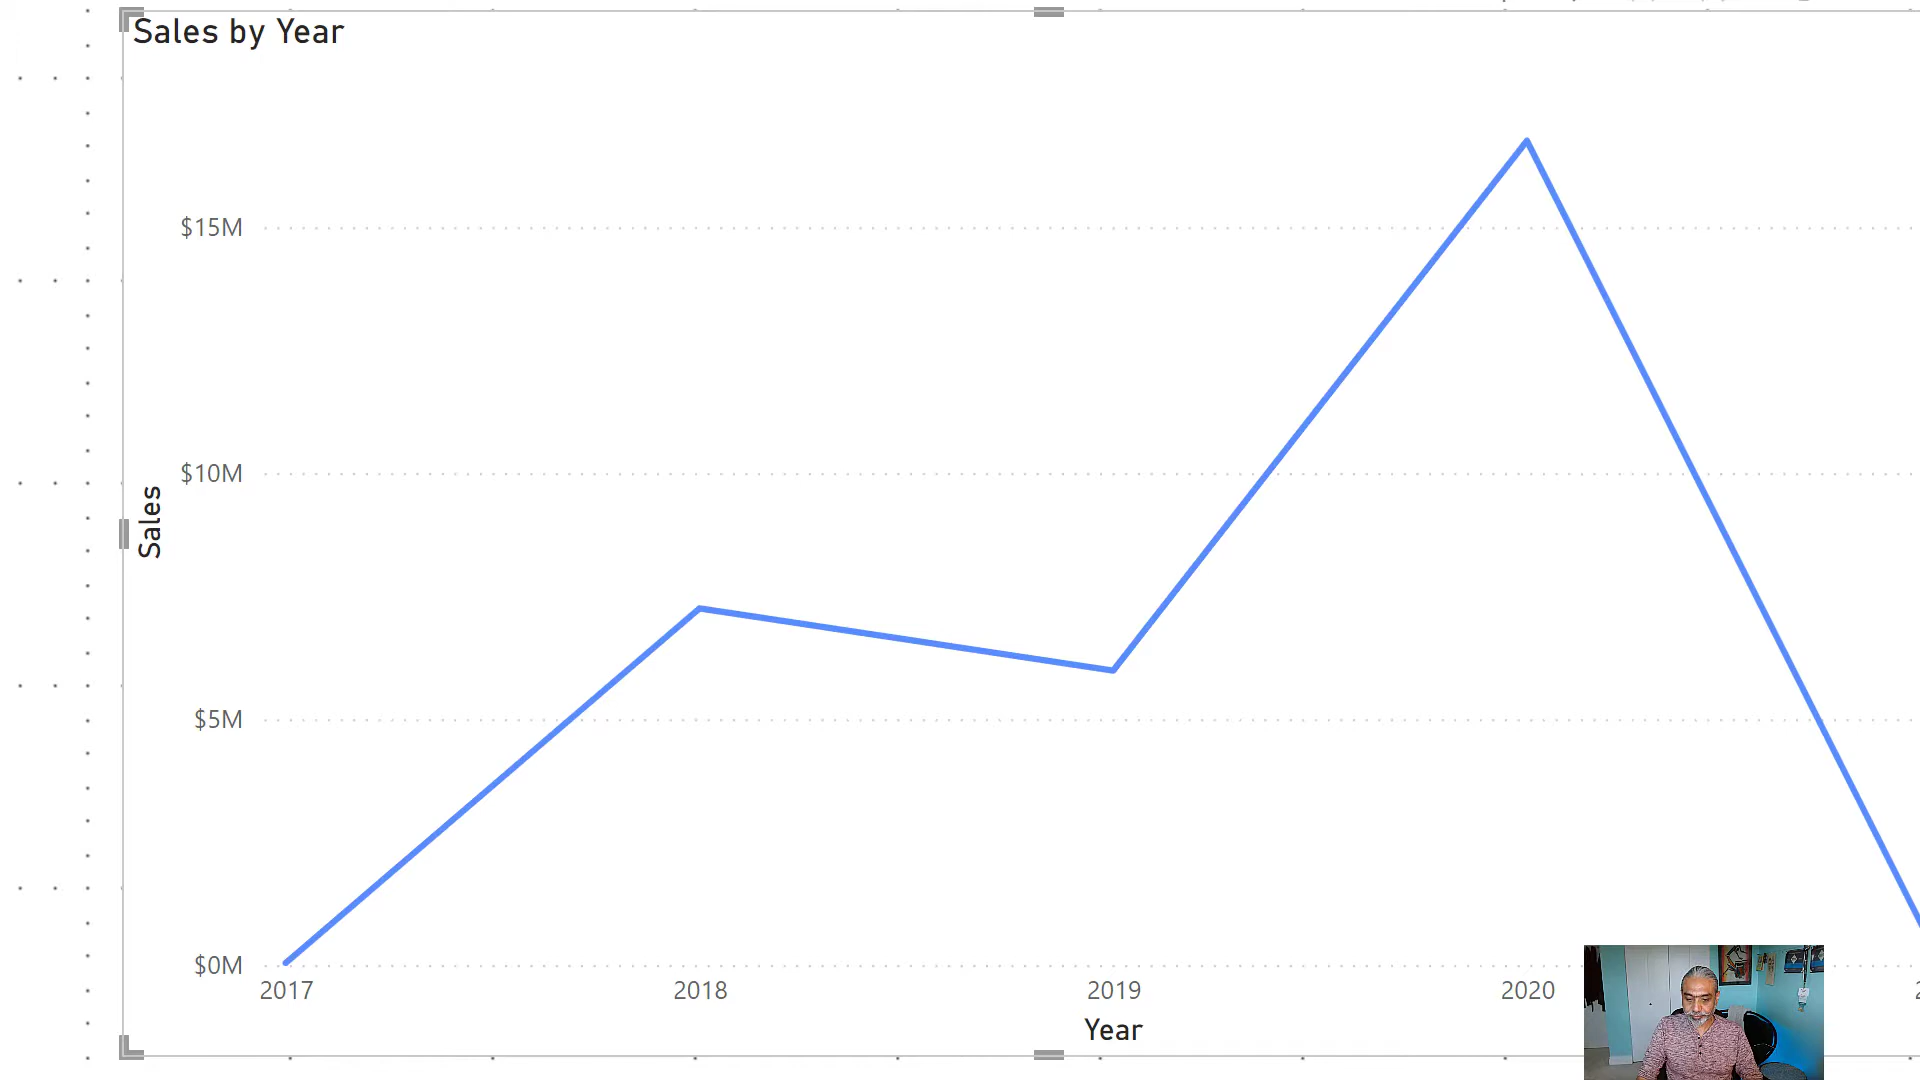 Sales by Year
$15M
$10M
$5M
$0M
Sales
2017 2018 2019 2020
Year